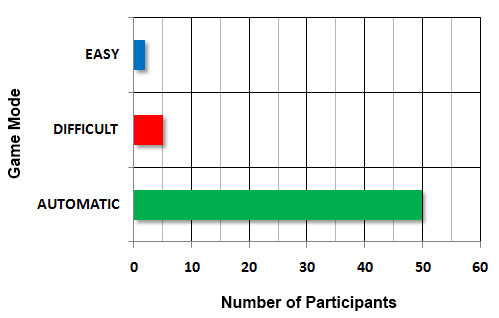 EASY
DIFFICULT
AUTOMATIC
Game Mode
0 10 20 30 40 50 60
Number of Participants